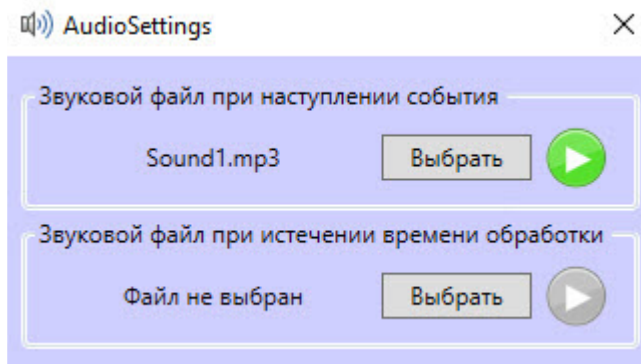 AudioSettings
Звуковой файл при наступлении события
Sound1.mp3 Выбрать
Звуковой файл при истечении времени обработки
Файл не выбран Выбрать